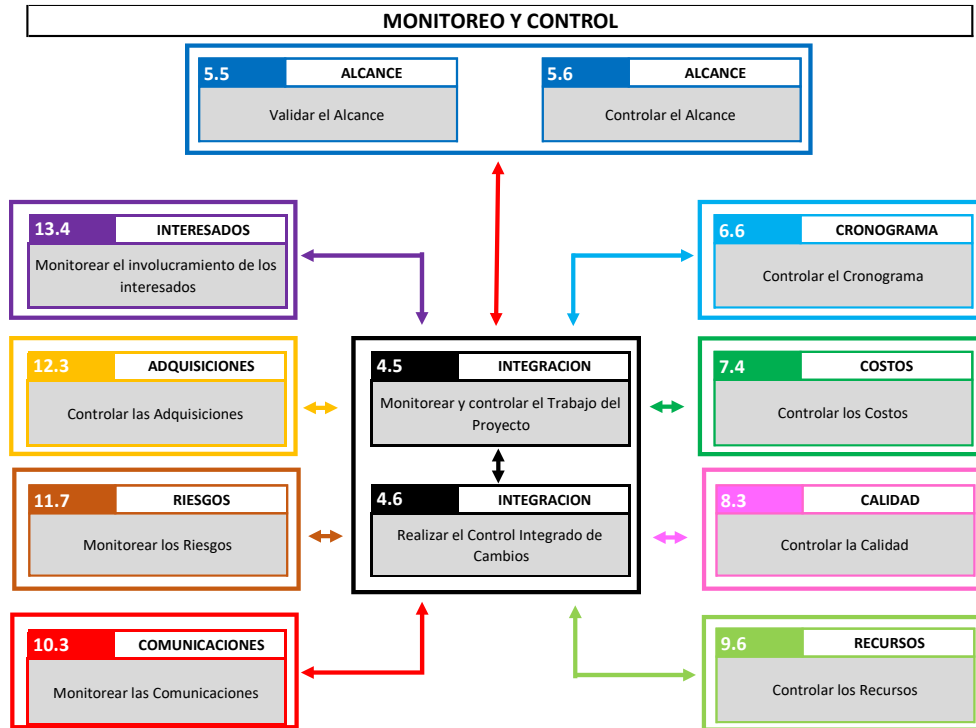 MONITOREO Y CONTROL
5.5 ALCANCE
Validar el Alcance
5.6 ALCANCE
Controlar el Alcance
13.4 INTERESADOS
Monitorear el involucramiento de los
interesados
6.6 CRONOGRAMA
Controlar el Cronograma
12.3 ADQUISICIONES
Controlar las Adquisiciones
4.5 INTEGRACION
Monitorear y controlar el Trabajo del
Proyecto
7.4 COSTOS
Controlar los Costos
11.7 RIESGOS
Monitorear los Riesgos
4.6 INTEGRACION
Realizar el Control Integrado de
Cambios
8.3 CALIDAD
Controlar la Calidad
10.3 COMUNICACIONES
Monitorear las Comunicaciones
9.6 RECURSOS
Controlar los Recursos